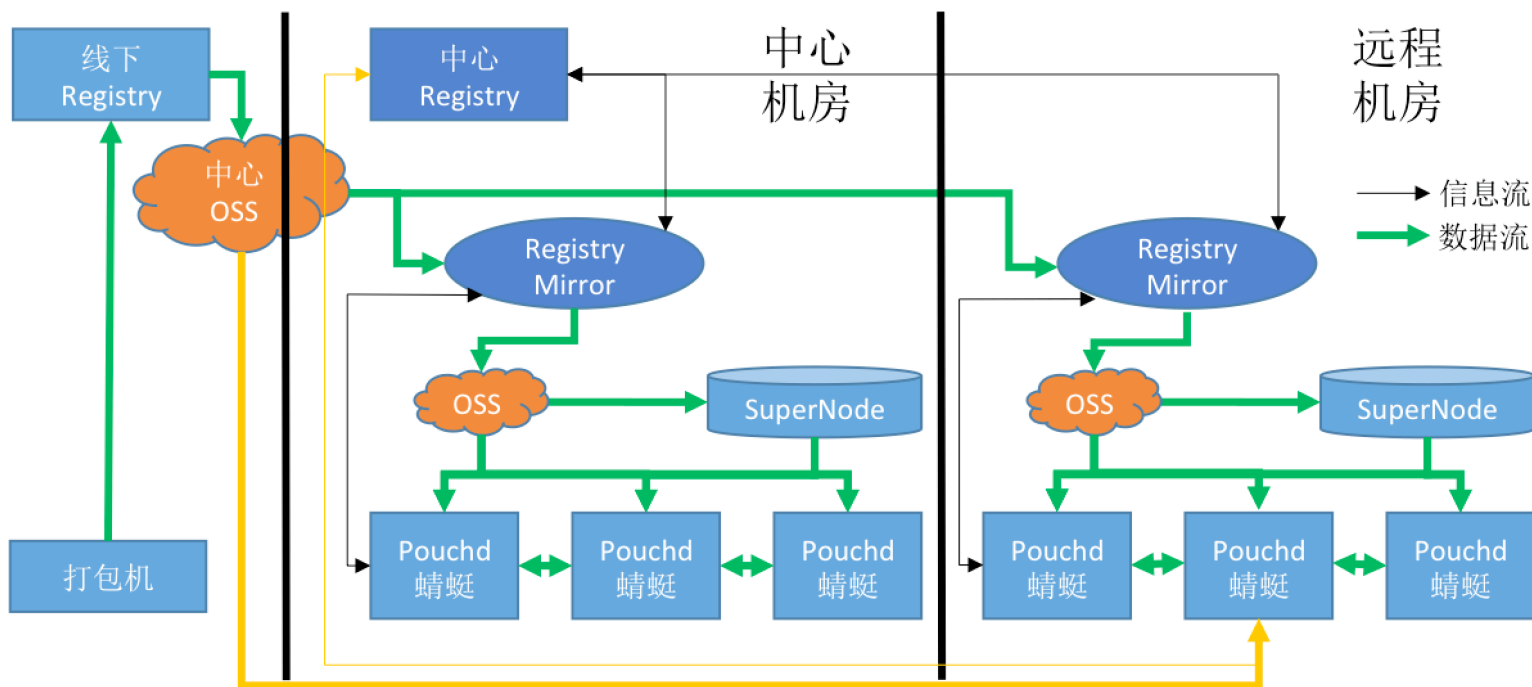 线下
Registry
中心
OSS
打包机
中心
Registry
中心
机房
Registry
Mirror
OSS
SuperNode
Pouchd
蜻蜓
Pouchd
蜻蜓
Pouchd
蜻蜓
远程
机房
信息流
数据流
Registry
Mirror
OSS
SuperNode
Pouchd
蜻蜓
Pouchd
蜻蜓
Pouchd
蜻蜓